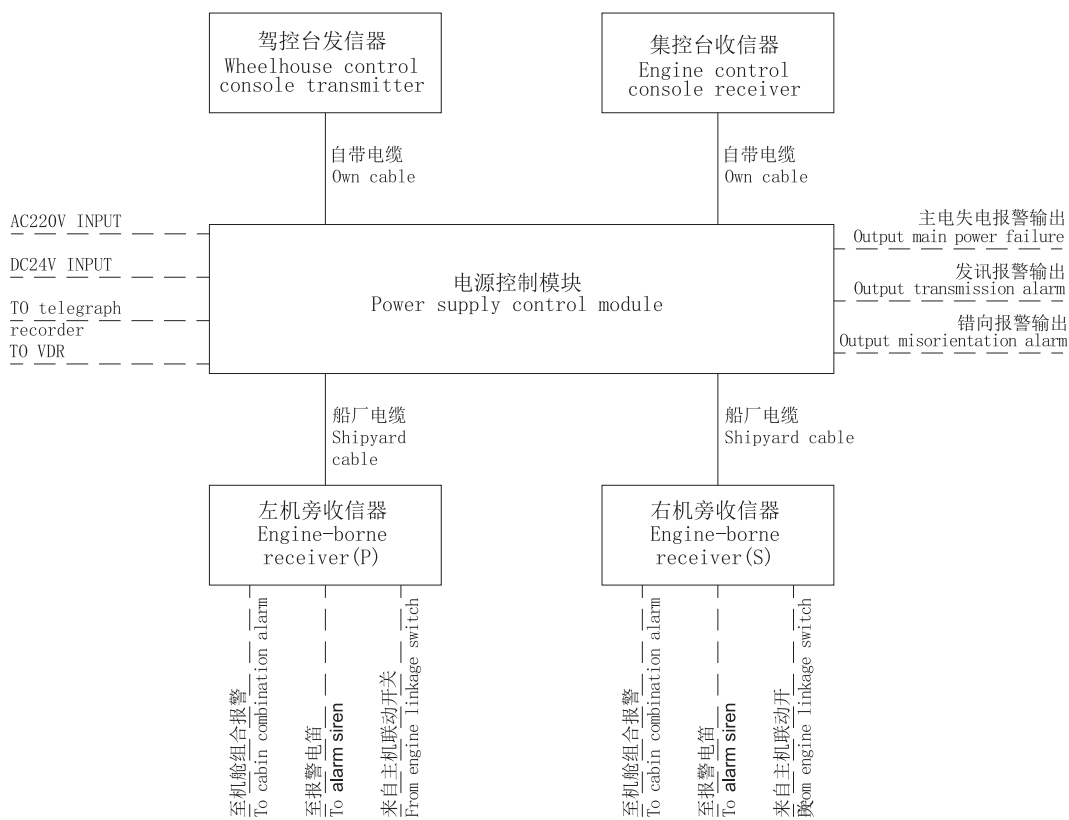 驾控台发信器
Wheelhouse control
console transmitter
集控台收信器
Engine control
console receiver
自带电缆
Own cable
自带电缆
Own cable
AC220V INPUT
DC24V INPUT
TO telegraph
recorder
TO VDR
电源控制模块
Power supply control module
主电失电报警输出
Output main power failure
发讯报警输出
Output transmission alarm
错向报警输出
Output misorientation alarm
船厂电缆
Shipyard
cable
船厂电缆
Shipyard cable
左机旁收信器
Engine-borne
receiver(P)
右机旁收信器
Engine-borne
receiver(S)
至机舱组合报警
To cabin combination alarm
至报警电笛
To alarm siren
来自主机联动开关
From engine linkage switch
至机舱组合报警
To cabin combination alarm
至报警电笛
To alarm siren
来自主机联动开
关
From engine linkage switch